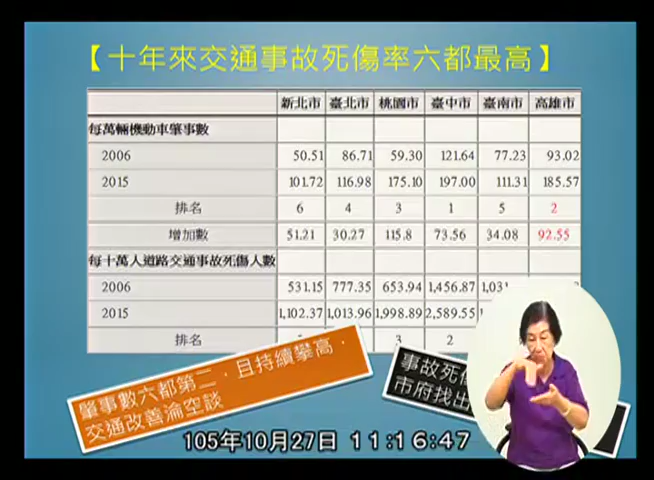 【十年來交通事故死傷率六都最高】
新北市 臺北市 桃園市 臺中市 臺南市 高雄市
每萬輛機動車肇事數
2006 50.51 86.71 59.30 121.64 77.23 93.02
2015 101.72 116.98 175.10 197.00 111.31 185.57
排名 6 4 3 1 5 2
增加數 51.21 30.27 115.8 73.56 34.08 92.55
每十萬人道路交通事故死傷人數
2006 531.15 777.35 653.94 1,456.87 1,031
2015 1,102.37 1,013.96 1,998.89 2,589.55
排名 3 2
肇事數六都第二，且持續攀高，
交通改善淪空談
事故死傷
市府找出
105年10月27日 11:16:47